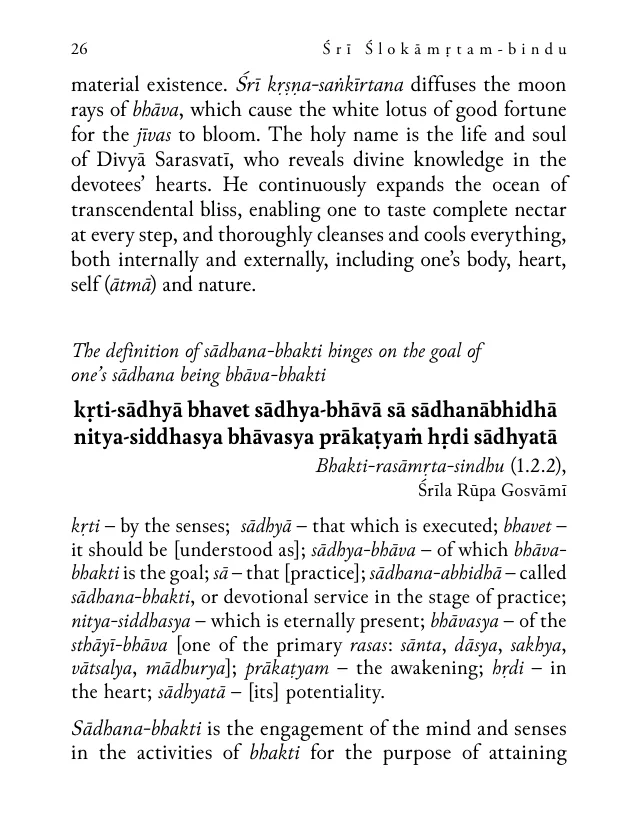 26
Śrī Ślokāmṛtam-bindu
material existence. Śrī kṛṣṇa-saṅkīrtana diffuses the moon
rays of bhāva, which cause the white lotus of good fortune
for the jīvas to bloom. The holy name is the life and soul
of Divyā Sarasvatī, who reveals divine knowledge in the
devotees’ hearts. He continuously expands the ocean of
transcendental bliss, enabling one to taste complete nectar
at every step, and thoroughly cleanses and cools everything,
both internally and externally, including one’s body, heart,
self (ātmā) and nature.
The definition of sādhana-bhakti hinges on the goal of
one’s sādhana being bhāva-bhakti
kṛti-sādhyā bhavet sādhya-bhāvā sā sādhanābhidhā
nitya-siddhasya bhāvasya prākaṭyaṁ hṛdi sādhyatā
Bhakti-rasāmṛta-sindhu (1.2.2),
Śrīla Rūpa Gosvāmī
kṛti – by the senses; sādhyā – that which is executed; bhavet –
it should be [understood as]; sādhya-bhāva – of which bhāva-
bhakti is the goal; sā – that [practice]; sādhana-abhidhā – called
sādhana-bhakti, or devotional service in the stage of practice;
nitya-siddhasya – which is eternally present; bhāvasya – of the
sthāyī-bhāva [one of the primary rasas: sānta, dāsya, sakhya,
vātsalya, mādhurya]; prākaṭyam – the awakening; hṛdi – in
the heart; sādhyatā – [its] potentiality.
Sādhana-bhakti is the engagement of the mind and senses
in the activities of bhakti for the purpose of attaining